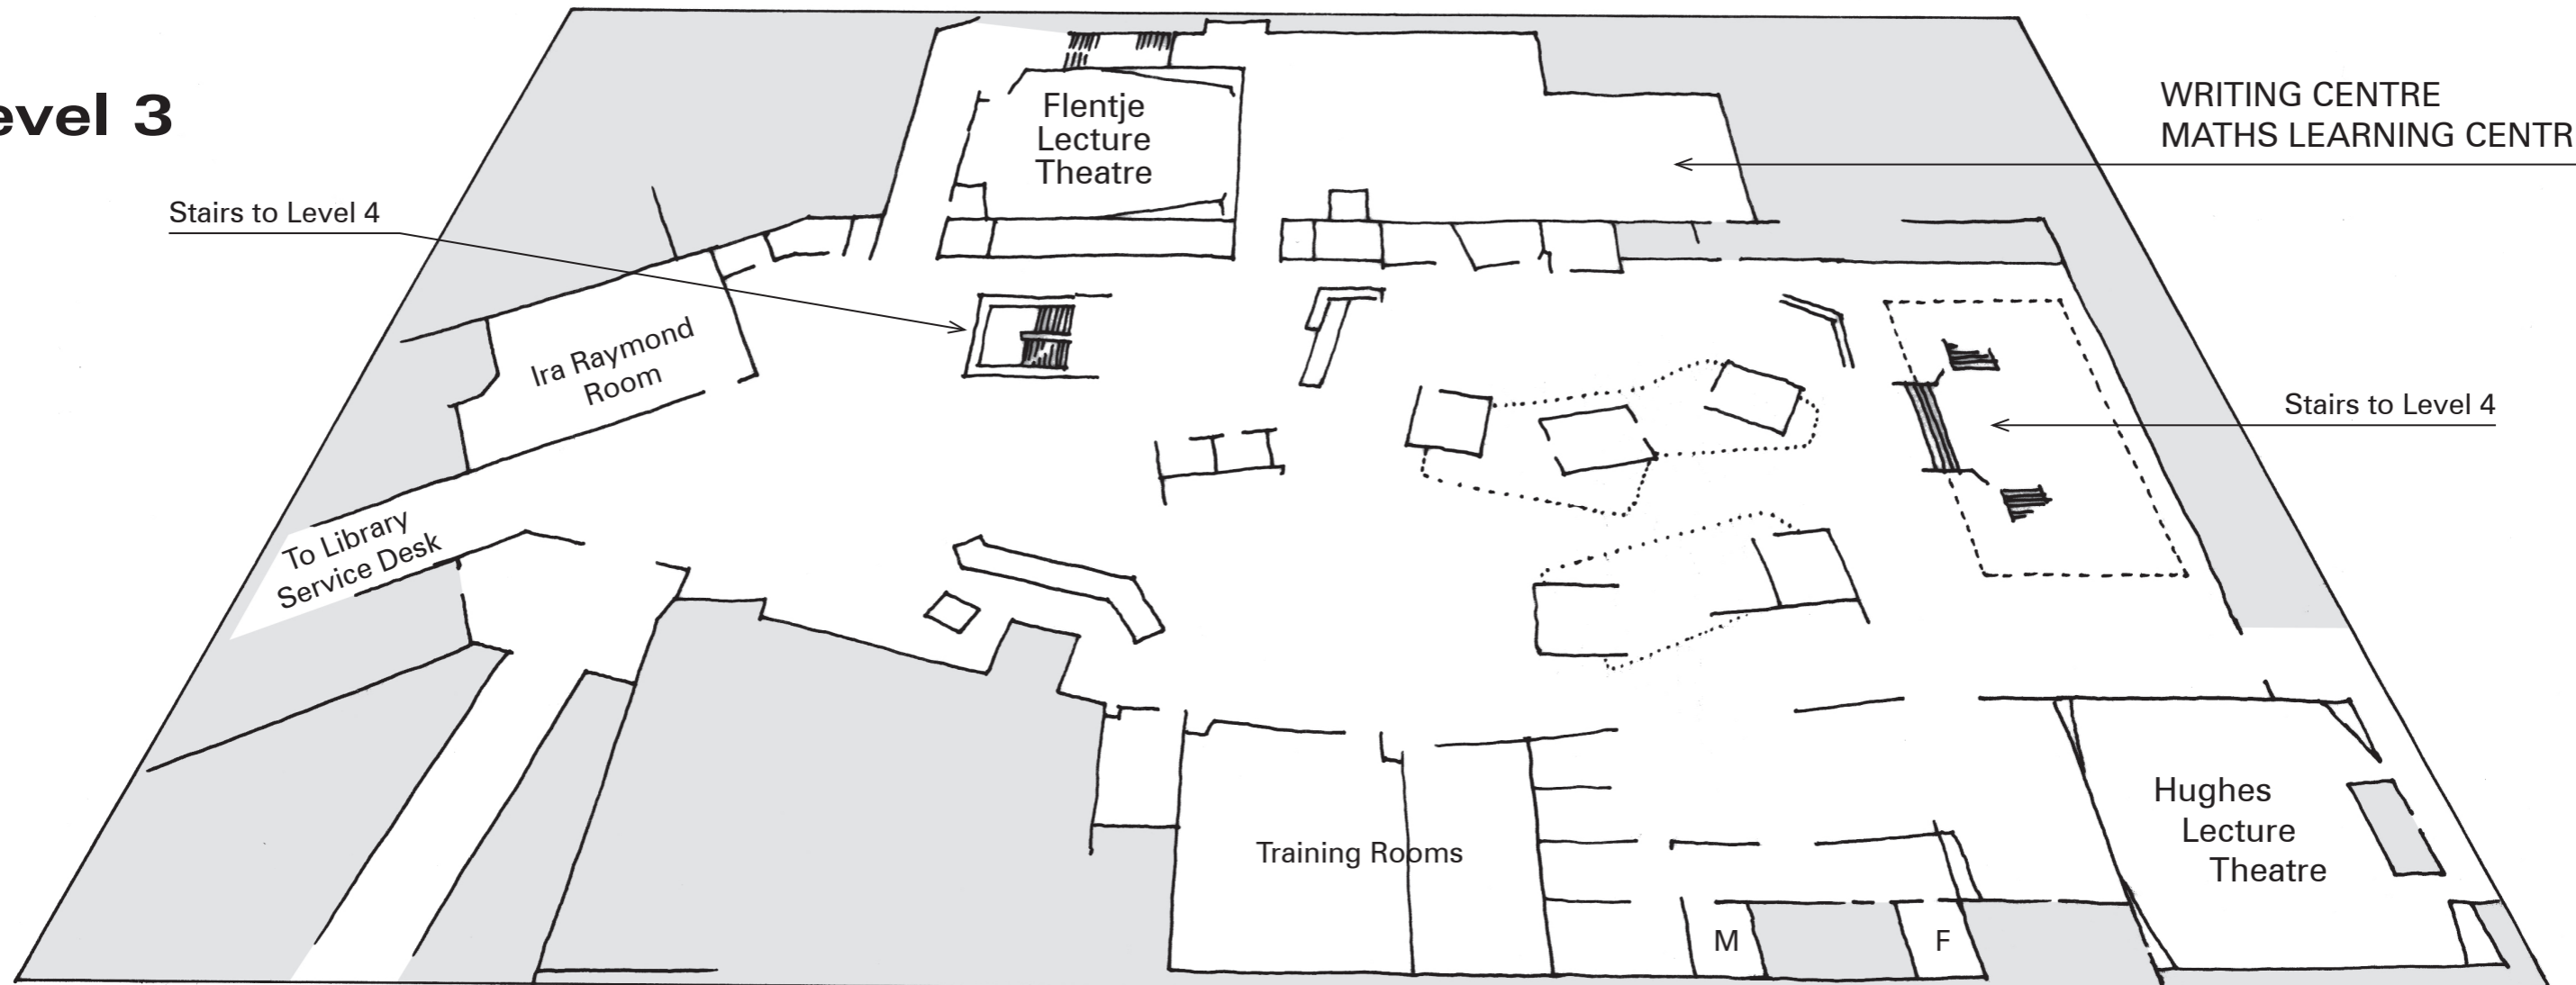 evel 3
Flentje
Lecture
Theatre
WRITING CENTRE
MATHS LEARNING CENTR
Stairs to Level 4
Ira Raymond
Room
Stairs to Level 4
To Library
Service Desk
Training Rooms
Hughes
Lecture
Theatre
M
F